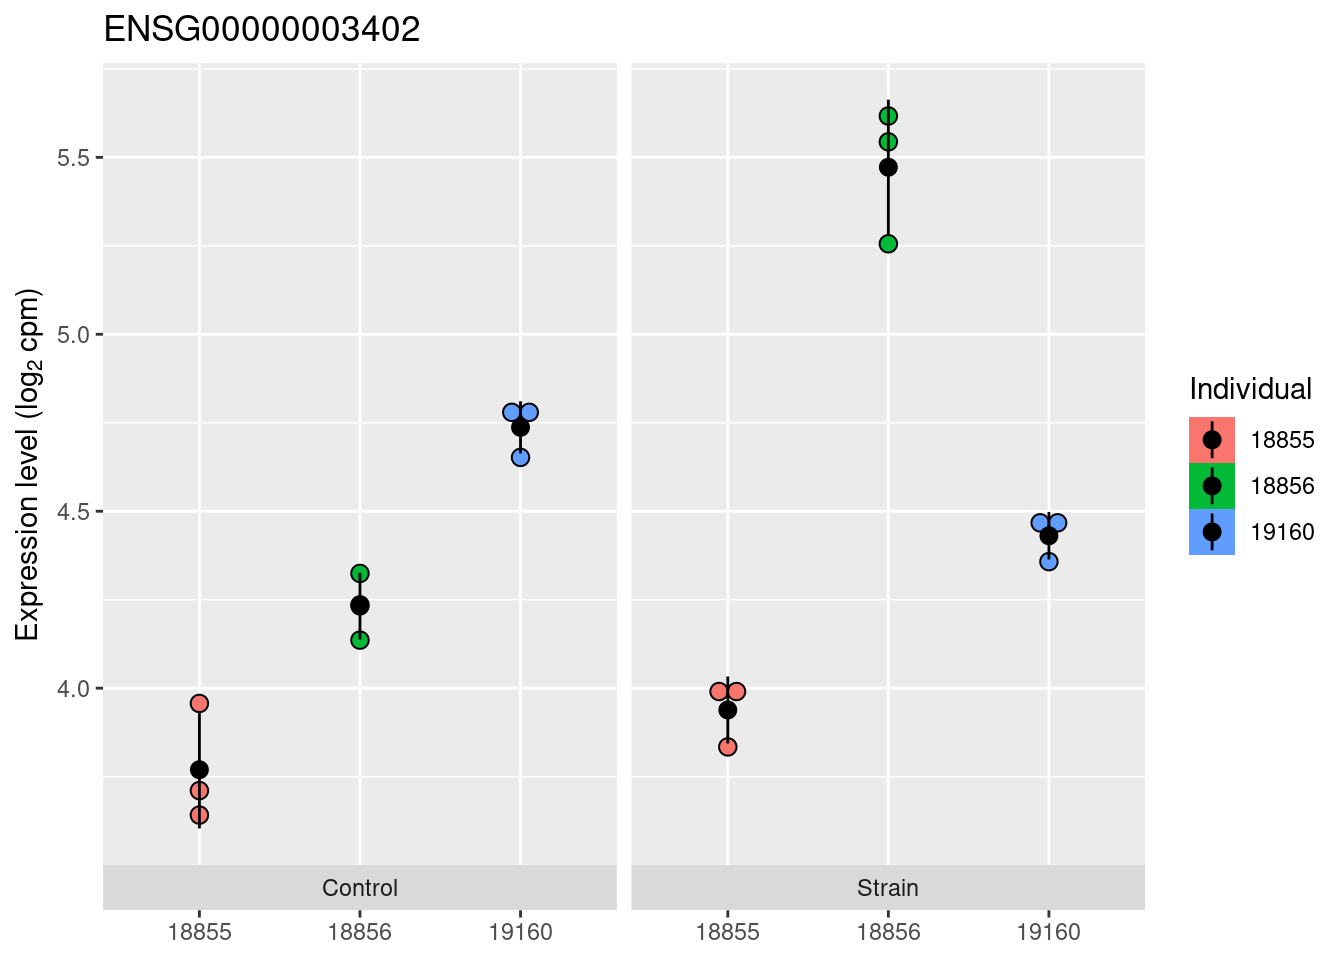 ENSG00000003402
Expression level (log₂ cpm)
5.5
5.0
4.5
4.0
Control
Strain
18855
18856
19160
18855
18856
19160
Individual
18855
18856
19160